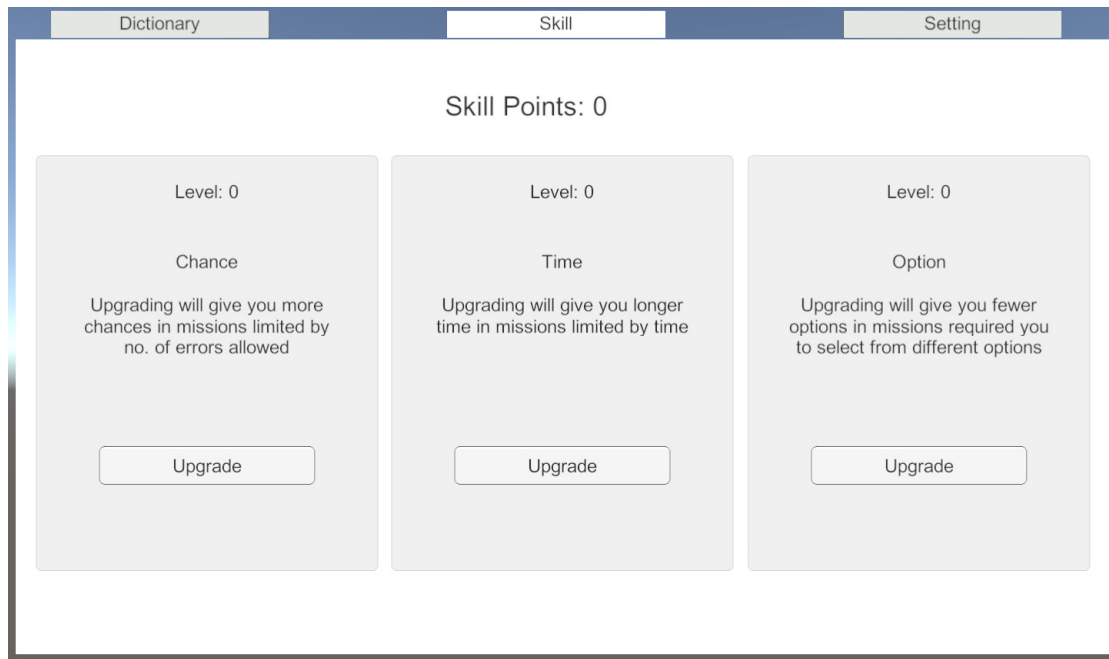 Dictionary
Skill
Setting
Skill Points: 0
Level: 0
Chance
Upgrading will give you more
chances in missions limited by
no. of errors allowed
Upgrade
Level: 0
Time
Upgrading will give you longer
time in missions limited by time
Upgrade
Level: 0
Option
Upgrading will give you fewer
options in missions required you
to select from different options
Upgrade